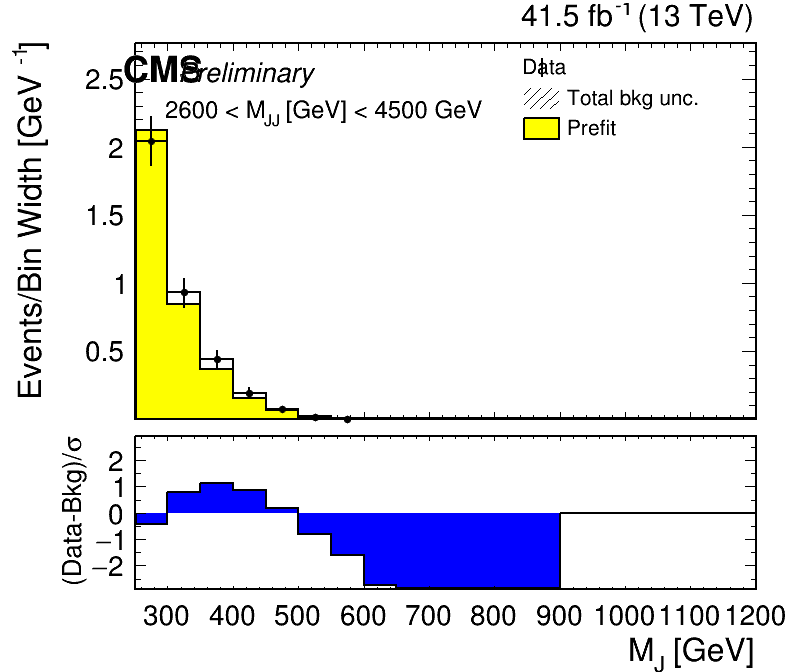 41.5 fb⁻¹ (13 TeV)
Events/Bin Width [GeV⁻¹]
CMS Preliminary
2600 < M_JJ [GeV] < 4500 GeV
Data
Total bkg unc.
Prefit
2.5
2
1.5
1
0.5
(Data-Bkg)/σ
2
1
0
−1
−2
300 400 500 600 700 800 900 1000 1100 1200
M_J [GeV]